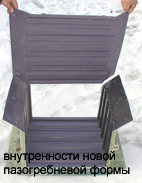 внутренности новой
пазогребневой формы